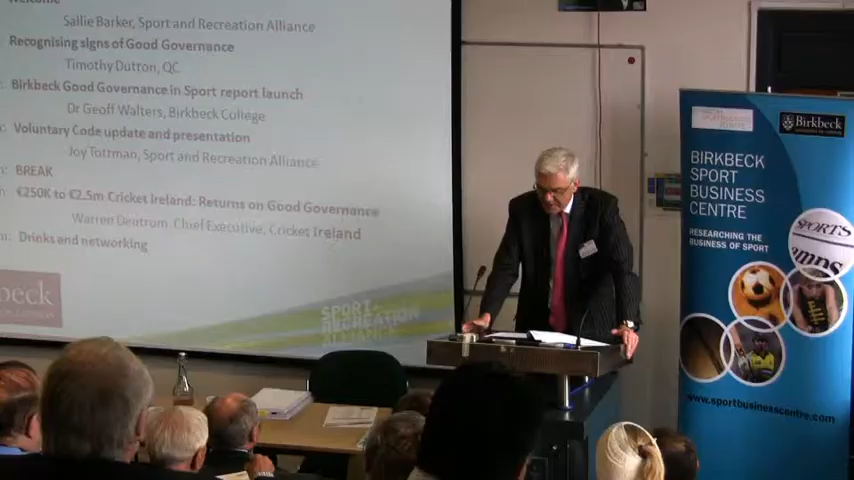 Sallie Barker, Sport and Recreation Alliance
Recognising signs of Good Governance
Timothy Dutton, QC
Birkbeck Good Governance in Sport report launch
Dr Geoff Walters, Birkbeck College
Voluntary Code update and presentation
Joy Tottman, Sport and Recreation Alliance
BREAK
€250K to €2.5m Cricket Ireland: Returns on Good Governance
Warren Deutrom, Chief Executive, Cricket Ireland
Drinks and networking
beck
SPORT+
RECREATION
ALLIANCE
Birkbeck
BIRKBECK
SPORT
BUSINESS
CENTRE
RESEARCHING THE
BUSINESS OF SPORT
SPORTS
www.sportbusinesscentre.com